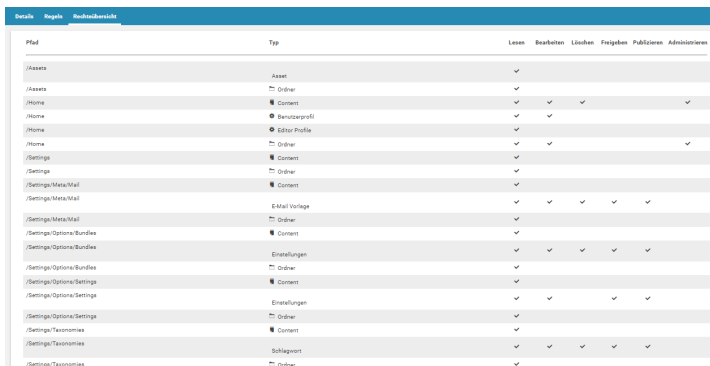 Details Regeln Rechteübersicht
Pfad Typ Lesen Bearbeiten Löschen Freigeben Publizieren Administrieren
/Assets Asset ✓
/Assets Ordner ✓
/Home Content ✓ ✓ ✓ ✓
/Home Benutzerprofil ✓ ✓
/Home Editor Profile ✓
/Home Ordner ✓ ✓ ✓
/Settings Content ✓
/Settings Ordner ✓
/Settings/Meta/Mail Content ✓
/Settings/Meta/Mail E-Mail Vorlage ✓ ✓ ✓ ✓ ✓
/Settings/Meta/Mail Ordner ✓
/Settings/Options/Bundles Content ✓
/Settings/Options/Bundles Einstellungen ✓ ✓ ✓ ✓ ✓
/Settings/Options/Bundles Ordner ✓
/Settings/Options/Settings Content ✓
/Settings/Options/Settings Einstellungen ✓ ✓ ✓ ✓
/Settings/Options/Settings Ordner ✓
/Settings/Taxonomies Content ✓
/Settings/Taxonomies Schlagwort ✓ ✓ ✓ ✓ ✓
/Settings/Taxonomies Ordner ✓